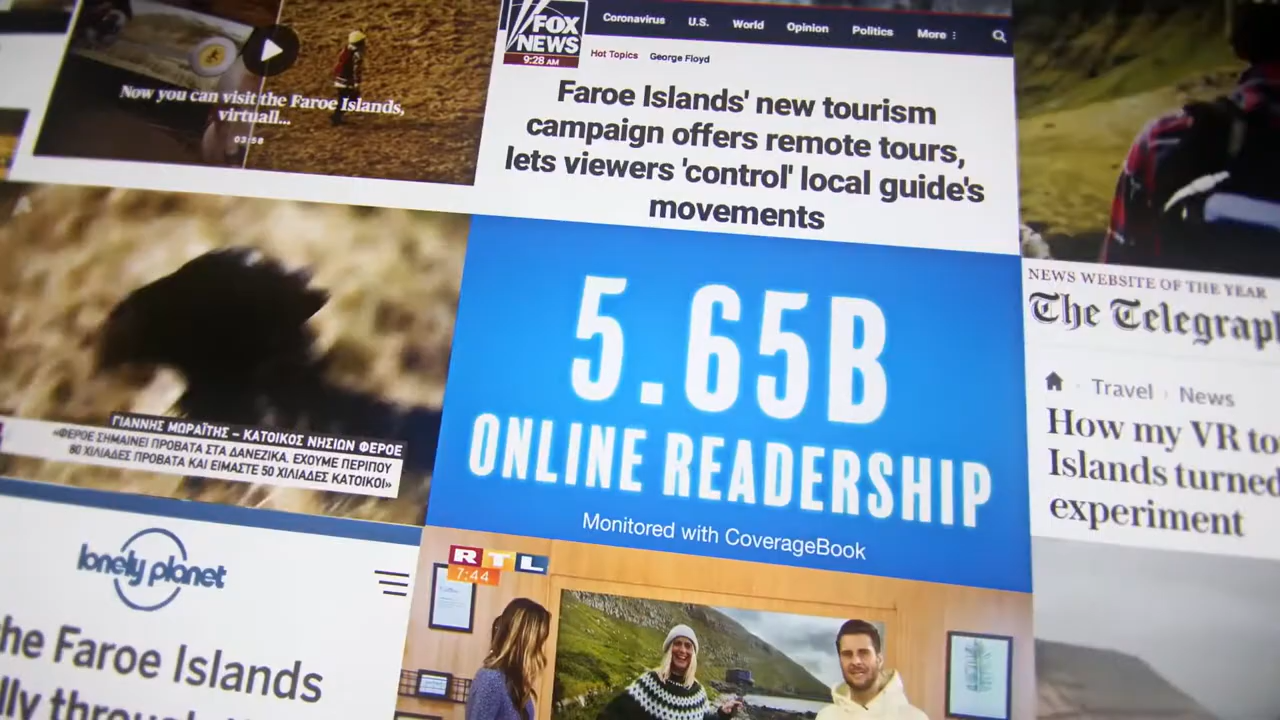 Now you can visit the Faroe Islands,
virtuall...
03:58
FOX
NEWS
9:28 AM
Coronavirus U.S. World Opinion Politics More
Hot Topics George Floyd
Faroe Islands' new tourism
campaign offers remote tours,
lets viewers 'control' local guide's
movements
ΓΙΑΝΝΗΣ ΜΩΡΑΪΤΗΣ – ΚΑΤΟΙΚΟΣ ΝΗΣΙΩΝ ΦΕΡΟΕ
«ΦΕΡΟΕ ΣΗΜΑΙΝΕΙ ΠΡΟΒΑΤΑ ΣΤΑ ΔΑΝΕΖΙΚΑ. ΕΧΟΥΜΕ ΠΕΡΙΠΟΥ
80 ΧΙΛΙΑΔΕΣ ΠΡΟΒΑΤΑ ΚΑΙ ΕΙΜΑΣΤΕ 50 ΧΙΛΙΑΔΕΣ ΚΑΤΟΙΚΟΙ»
5.65B
ONLINE READERSHIP
Monitored with CoverageBook
NEWS WEBSITE OF THE YEAR
The Telegraph
Travel News
How my VR to
Islands turned
experiment
lonely planet
he Faroe Islands
lly through
RTL
7:44